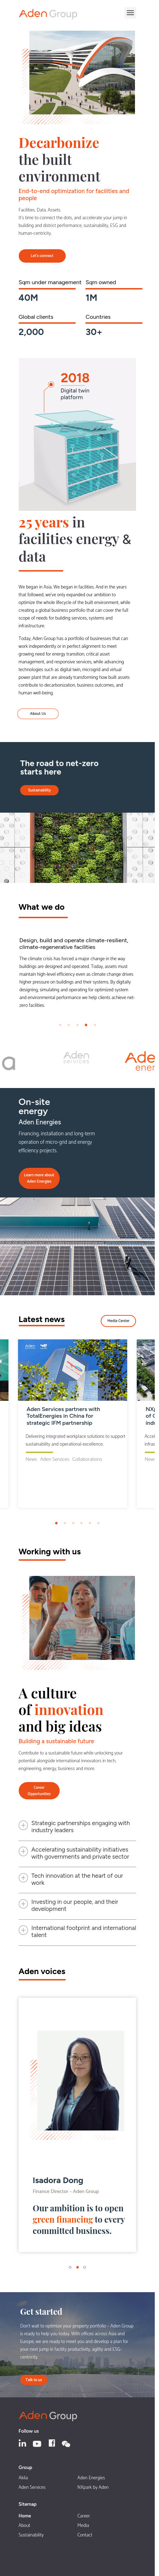 Aden Group
Decarbonize
the built
environment
End-to-end optimization for facilities and
people
Facilities. Data. Assets
It's time to connect the dots, and accelerate your jump in
building and district performance, sustainability, ESG and
human-centricity.
Let's connect
Sqm under management
Sqm owned
40M
1M
Global clients
Countries
2,000
30+
2018
Digital twin
platform
25 years in
facilities energy &
data
We began in Asia. We began in facilities. And in the years
that followed, we've only expanded our ambition: to
optimize the whole lifecycle of the built environment, while
creating a global business portfolio that can cover the full
scope of needs for building services, systems and
infrastructure.
Today, Aden Group has a portfolio of businesses that can
work independently or in perfect alignment to meet
growing need for energy transition, critical asset
management, and responsive services, while advancing
technologies such as digital twin, microgrid and virtual
power plant that are already transforming how built assets
contribute to decarbonization, business outcomes, and
human well-being.
About Us
The road to net-zero
starts here
Sustainability
What we do
Design, build and operate climate-resilient,
climate-regenerative facilities
The climate crisis has forced a major change in the way
buildings are designed and operated. Today, assets must
maintain high-level efficiency even as climate change drives
higher pressures on buildings and their systems. By digitally
designing, simulating and operating for optimized system
and environmental performance we help clients achieve net-
zero facilities.
a
aden
services
Ade
ener
On-site
energy
Aden Energies
Financing, installation and long-term
operation of micro-grid and energy
efficiency projects.
Learn more about
Aden Energies
Latest news
Media Center
Aden Services partners with
TotalEnergies in China for
strategic IFM partnership
Delivering integrated workplace solutions to support
sustainability and operational excellence.
News Aden Services Collaborations
Accel
infras
News
Working with us
A culture
of innovation
and big ideas
Building a sustainable future
Contribute to a sustainable future while unlocking your
potential alongside international innovators in tech,
engineering, energy, business and more.
Career
Opportunities
Strategic partnerships engaging with
industry leaders
Accelerating sustainability initiatives
with governments and private sector
Tech innovation at the heart of our
work
Investing in our people, and their
development
International footprint and international
talent
Aden voices
Isadora Dong
Finance Director – Aden Group
Our ambition is to open
green financing to every
committed business.
Get started
Don't wait to optimize your property portfolio – Aden Group
is ready to help you today. With offices across Asia and
Europe, we are ready to meet you and develop a plan for
your next jump in facility productivity, agility and ESG-
centricity.
Talk to us
Aden Group
Follow us
Group
Akila
Aden Energies
Aden Services
NXpark by Aden
Sitemap
Home
Career
About
Media
Sustainability
Contact